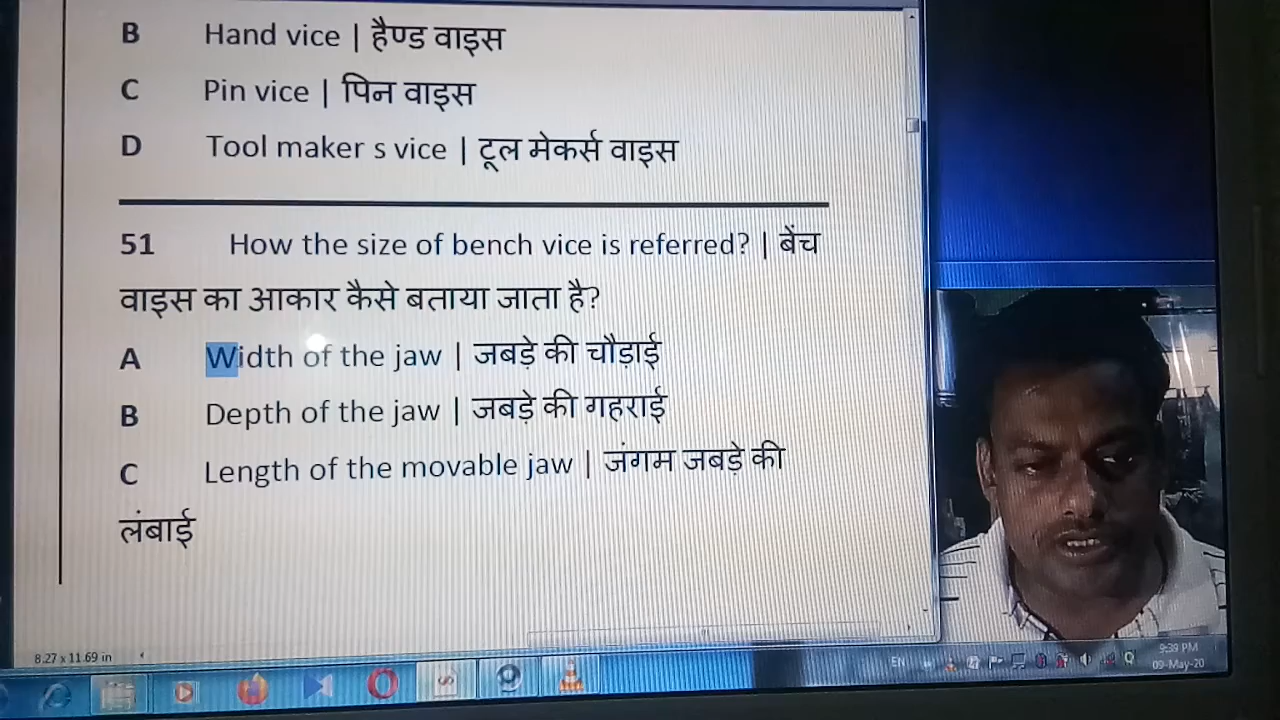 B Hand vice | हैण्ड वाइस
C Pin vice | पिन वाइस
D Tool maker s vice | टूल मेकर्स वाइस
51 How the size of bench vice is referred? | बेंच
वाइस का आकार कैसे बताया जाता है?
A Width of the jaw | जबड़े की चौड़ाई
B Depth of the jaw | जबड़े की गहराई
C Length of the movable jaw | जंगम जबड़े की
लंबाई
8.27 x 11.69 in
EN
9:39 PM
09-May-20